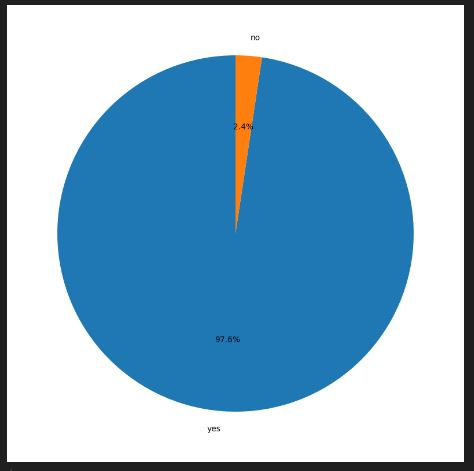 no
2.4%
97.6%
yes